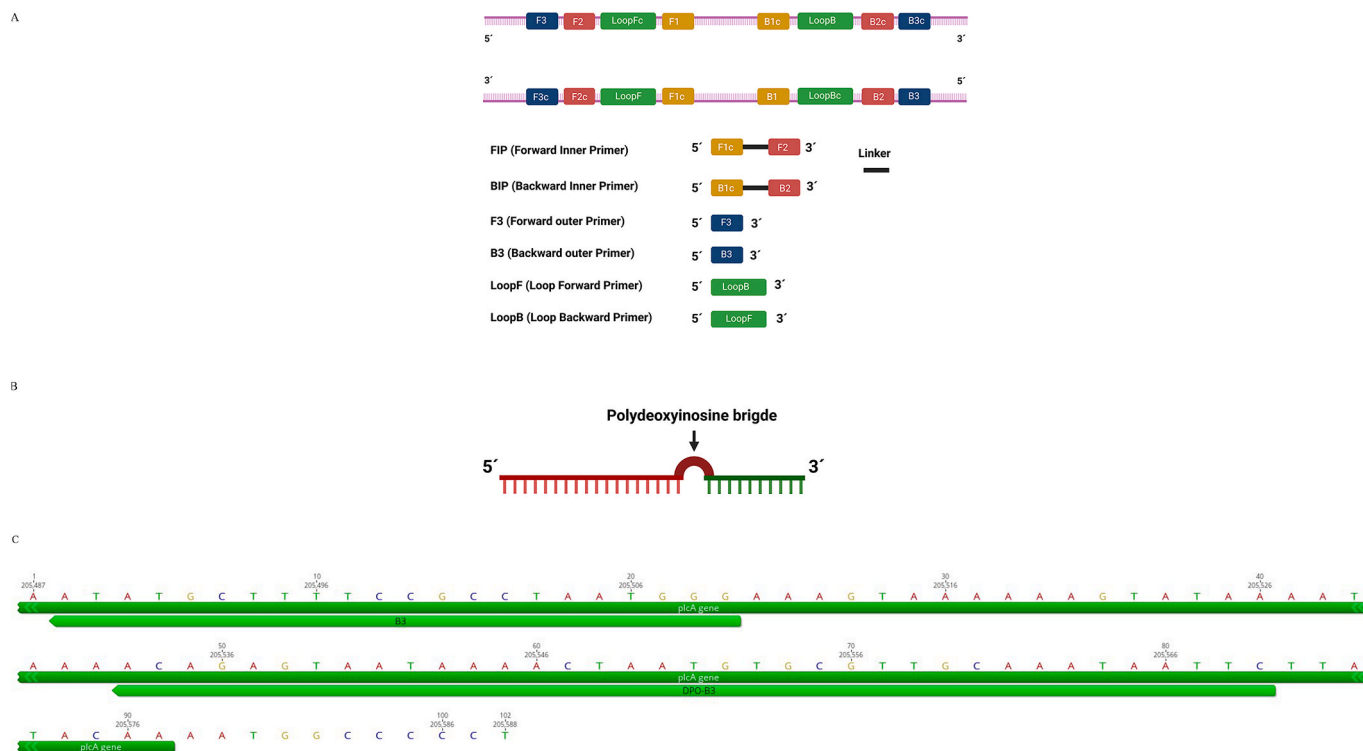 A
F3 F2 LoopFc F1 B1c LoopB B2c B3c
5´ 3´
3´ 5´
F3c F2c LoopF F1c B1 LoopBc B2 B3
FIP (Forward Inner Primer) 5´ F1c F2 3´ Linker
BIP (Backward Inner Primer) 5´ B1c B2 3´
F3 (Forward outer Primer) 5´ F3 3´
B3 (Backward outer Primer) 5´ B3 3´
LoopF (Loop Forward Primer) 5´ LoopB 3´
LoopB (Loop Backward Primer) 5´ LoopF 3´
B
Polydeoxyinosine brigde
5´ 3´
C
1 10 20 30 40
205,487 205,496 205,506 205,516 205,526
A A T A T G C T T T T C C G C C T A A T G G G A A A G T A A A A A A G T A T A A A A T
plcA gene
B3
50 60 70 80
205,536 205,546 205,556 205,566
A A A A C A G A G T A A T A A A A C T A A T G T G C G T T G C A A A T A A T T C T T A
plcA gene
DPO-B3
90 100 102
205,576 205,586 205,588
T A C A A A A T G G C C C C C T
plcA gene